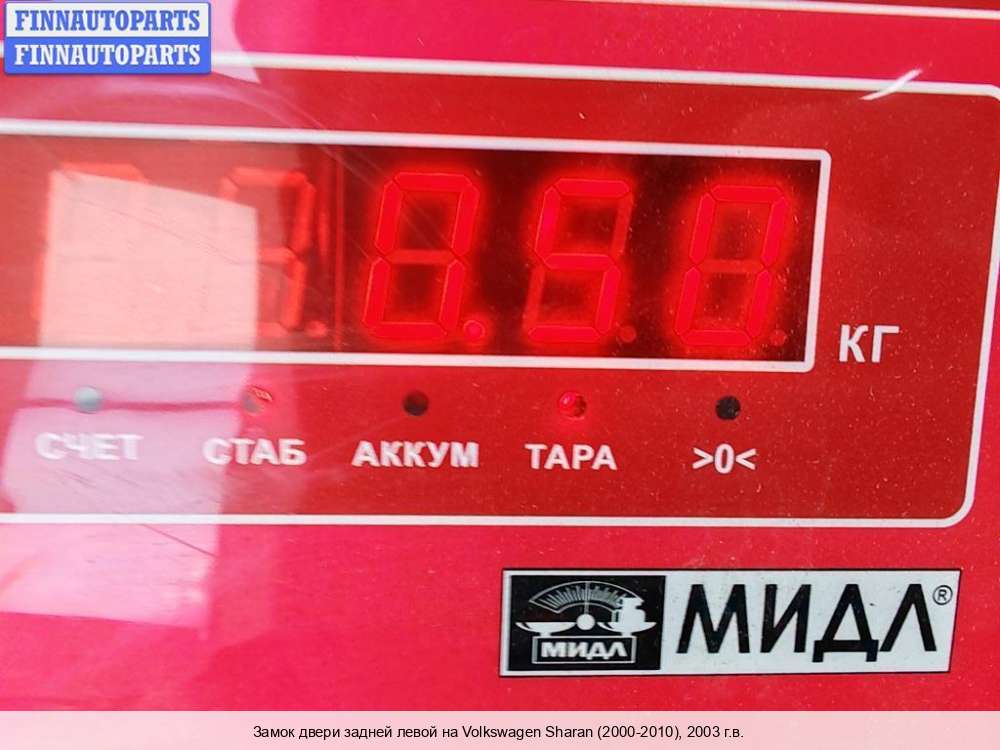 FINNAUTOPARTS
FINNAUTOPARTS
0.50
КГ
СЧЕТ СТАБ АККУМ ТАРА >0<
МИДЛ МИДЛ®
Замок двери задней левой на Volkswagen Sharan (2000-2010), 2003 г.в.